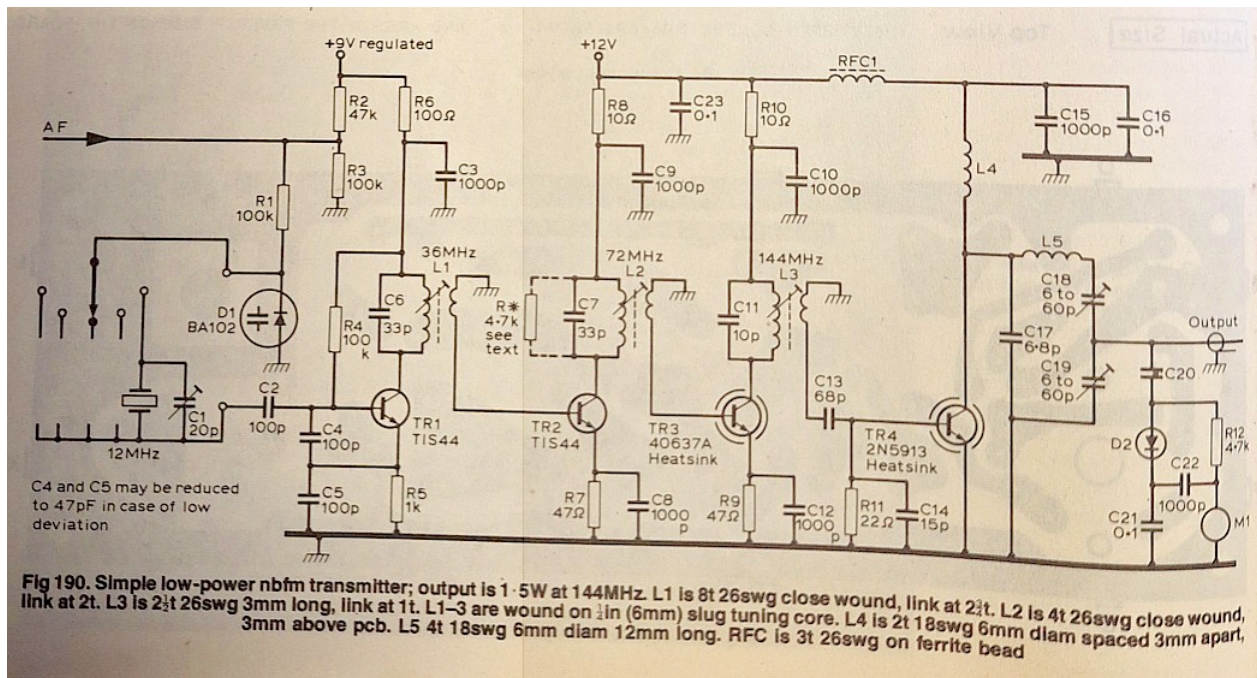 +9V regulated
+12V
RFC1
AF
R2
47k
R6
100Ω
R8
10Ω
C23
0·1
R10
10Ω
C15
1000p
C16
0·1
R3
100k
C3
1000p
C9
1000p
C10
1000p
L4
R1
100k
36MHz
L1
72MHz
L2
144MHz
L3
L5
C18
6 to
60p
D1
BA102
R4
100
k
C6
33p
R*
4·7k
see
text
C7
33p
C11
10p
C17
6·8p
Output
C19
6 to
60p
C20
C1
20p
C2
100p
C13
68p
TR1
TIS44
TR2
TIS44
TR3
40637A
Heatsink
TR4
2N5913
Heatsink
D2
R12
4·7k
12MHz
C4
100p
C22
1000p
C4 and C5 may be reduced
to 47pF in case of low
deviation
C5
100p
R5
1k
R7
47Ω
C8
1000
p
R9
47Ω
C12
1000
p
R11
22Ω
C14
15p
C21
0·1
M1
Fig 190. Simple low-power nbfm transmitter; output is 1·5W at 144MHz. L1 is 8t 26swg close wound, link at 2½t. L2 is 4t 26swg close wound,
link at 2t. L3 is 2½t 26swg 3mm long, link at 1t. L1–3 are wound on ¼in (6mm) slug tuning core. L4 is 2t 18swg 6mm diam spaced 3mm apart,
3mm above pcb. L5 4t 18swg 6mm diam 12mm long. RFC is 3t 26swg on ferrite bead